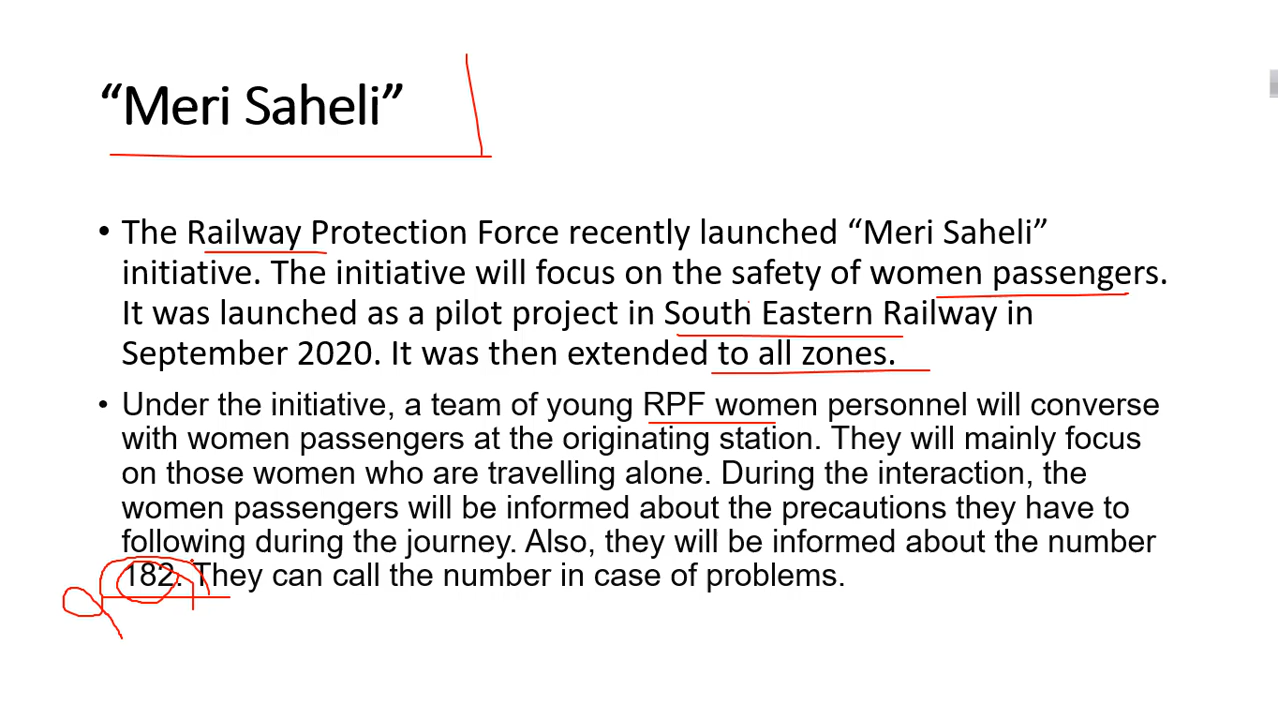 “Meri Saheli”
• The Railway Protection Force recently launched “Meri Saheli”
initiative. The initiative will focus on the safety of women passengers.
It was launched as a pilot project in South Eastern Railway in
September 2020. It was then extended to all zones.
• Under the initiative, a team of young RPF women personnel will converse
with women passengers at the originating station. They will mainly focus
on those women who are travelling alone. During the interaction, the
women passengers will be informed about the precautions they have to
following during the journey. Also, they will be informed about the number
182. They can call the number in case of problems.